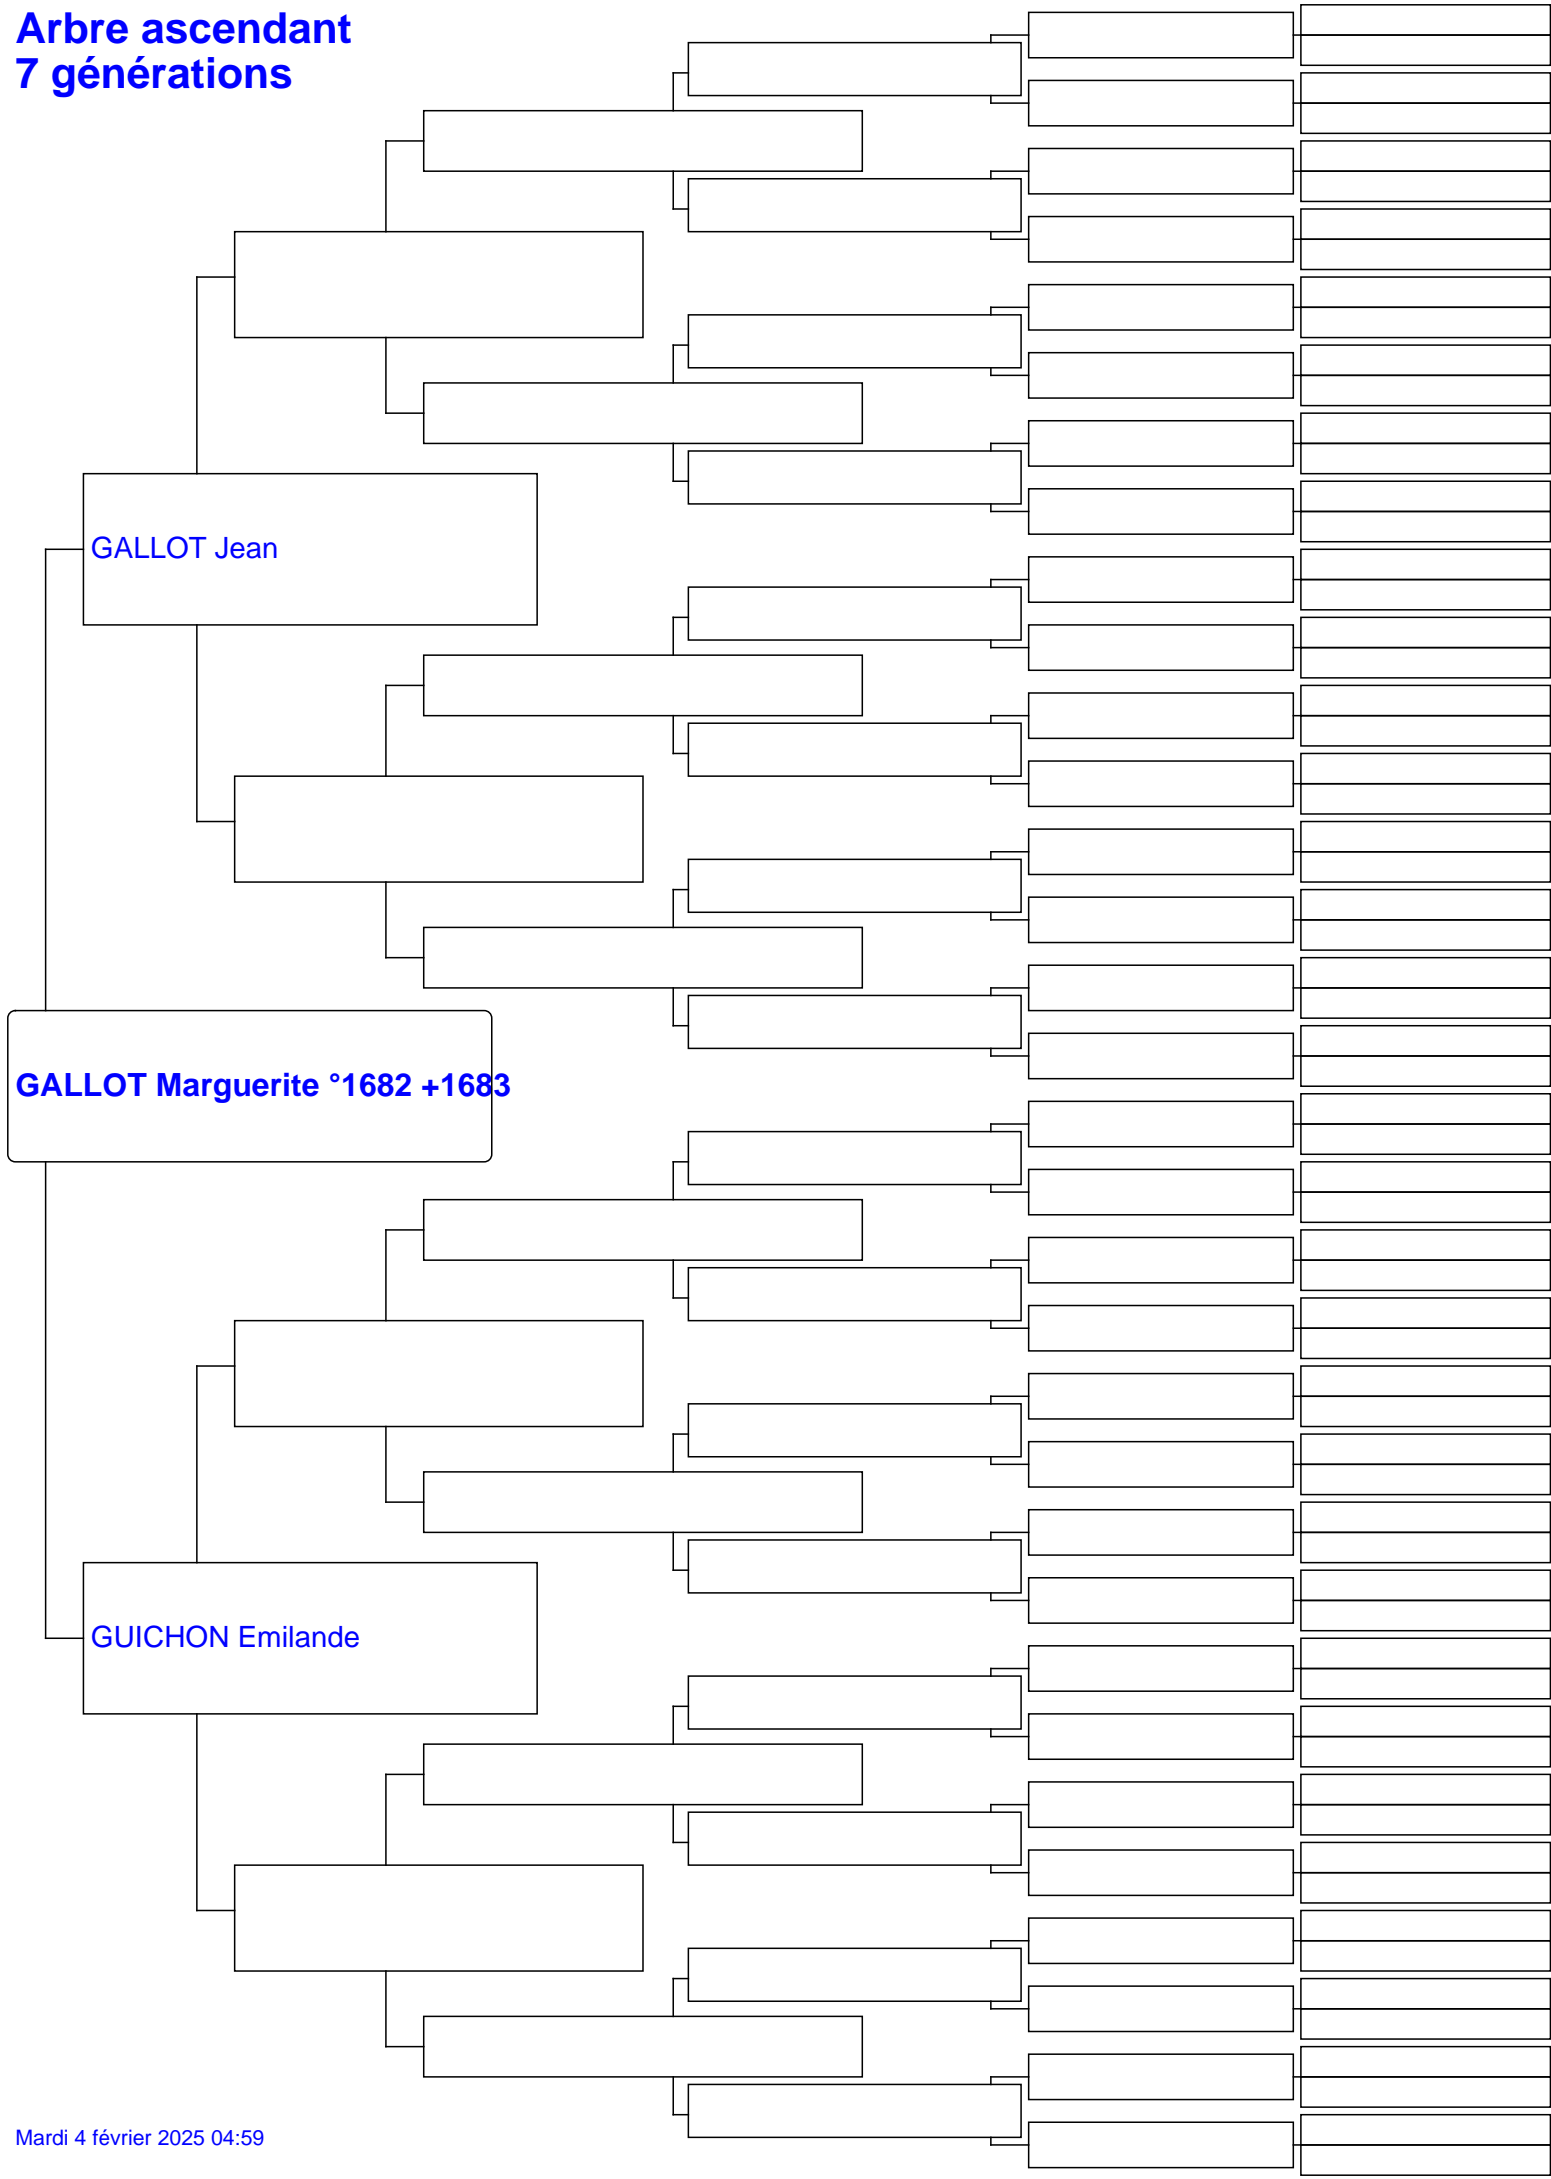 Arbre ascendant
7 générations
GALLOT Jean
GALLOT Marguerite °1682 +1683
GUICHON Emilande
Mardi 4 février 2025 04:59